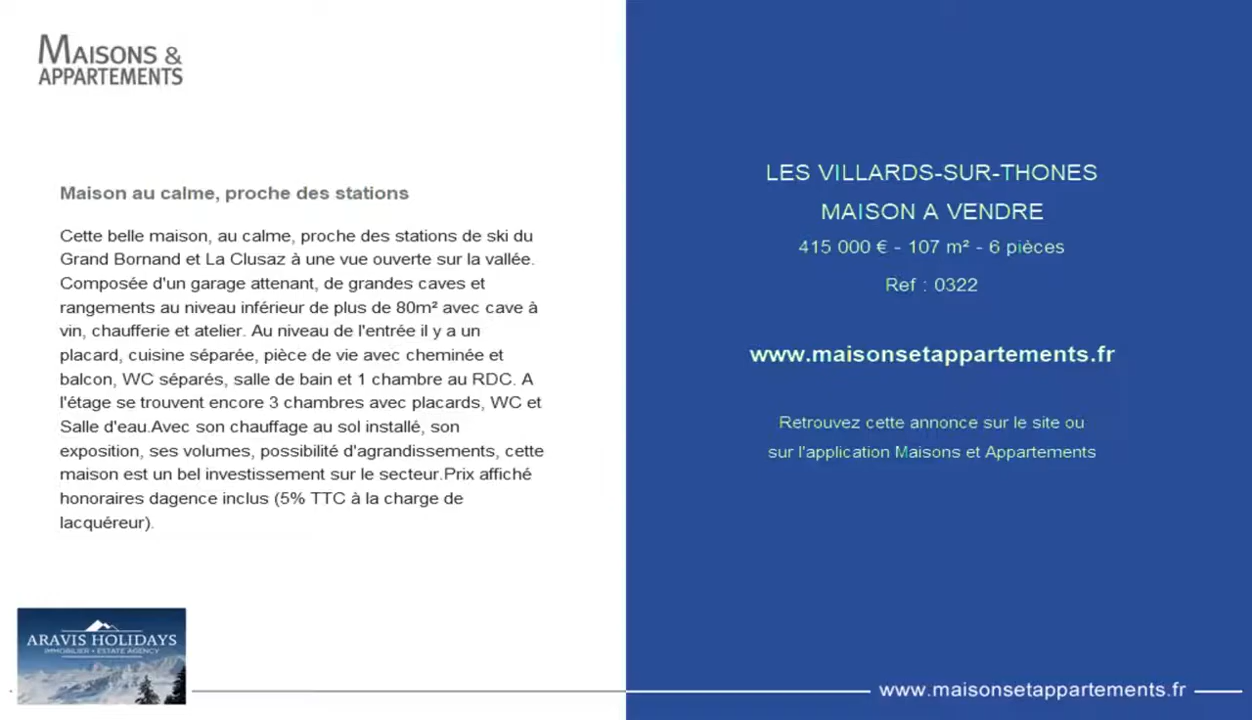 MAISONS &
APPARTEMENTS
Maison au calme, proche des stations
Cette belle maison, au calme, proche des stations de ski du
Grand Bornand et La Clusaz à une vue ouverte sur la vallée.
Composée d'un garage attenant, de grandes caves et
rangements au niveau inférieur de plus de 80m² avec cave à
vin, chaufferie et atelier. Au niveau de l'entrée il y a un
placard, cuisine séparée, pièce de vie avec cheminée et
balcon, WC séparés, salle de bain et 1 chambre au RDC. A
l'étage se trouvent encore 3 chambres avec placards, WC et
Salle d'eau.Avec son chauffage au sol installé, son
exposition, ses volumes, possibilité d'agrandissements, cette
maison est un bel investissement sur le secteur.Prix affiché
honoraires dagence inclus (5% TTC à la charge de
lacquéreur).
ARAVIS HOLIDAYS
IMMOBILIER • ESTATE AGENCY
LES VILLARDS-SUR-THONES
MAISON A VENDRE
415 000 € - 107 m² - 6 pièces
Ref : 0322
www.maisonsetappartements.fr
Retrouvez cette annonce sur le site ou
sur l'application Maisons et Appartements
www.maisonsetappartements.fr